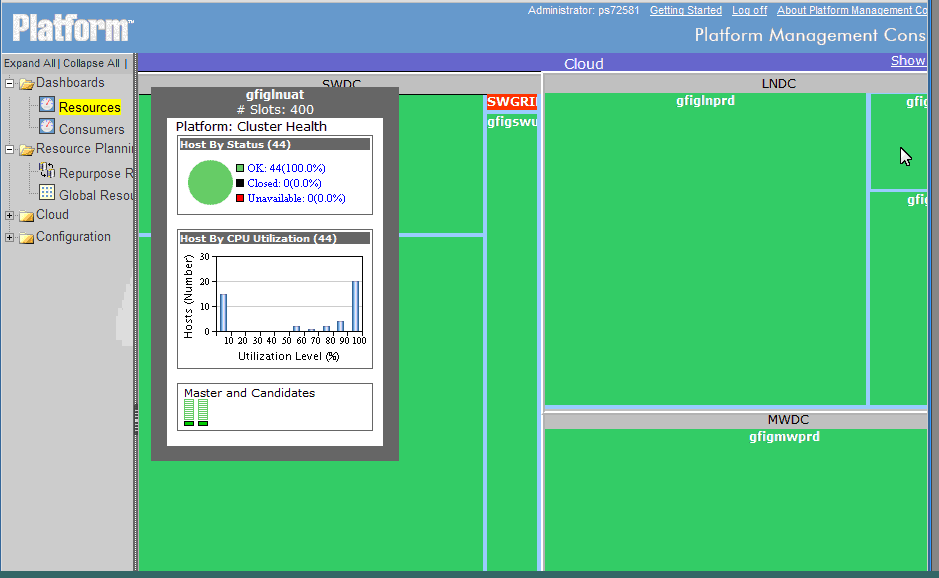 Platform™
Administrator: ps72581 Getting Started Log off About Platform Management Co
Platform Management Cons
Expand All| Collapse All |
Dashboards
Resources
Consumers
Resource Plannin
Repurpose R
Global Resou
Cloud
Configuration
Cloud
Show
SWDC
gfiglnuat
# Slots: 400
Platform: Cluster Health
Host By Status (44)
OK: 44(100.0%)
Closed: 0(0.0%)
Unavailable: 0(0.0%)
Host By CPU Utilization (44)
Hosts (Number)
30
20
10
0
10 20 30 40 50 60 70 80 90 100
Utilization Level (%)
Master and Candidates
SWGRI
gfigswu
LNDC
gfiglnprd
gfig
gfig
MWDC
gfigmwprd